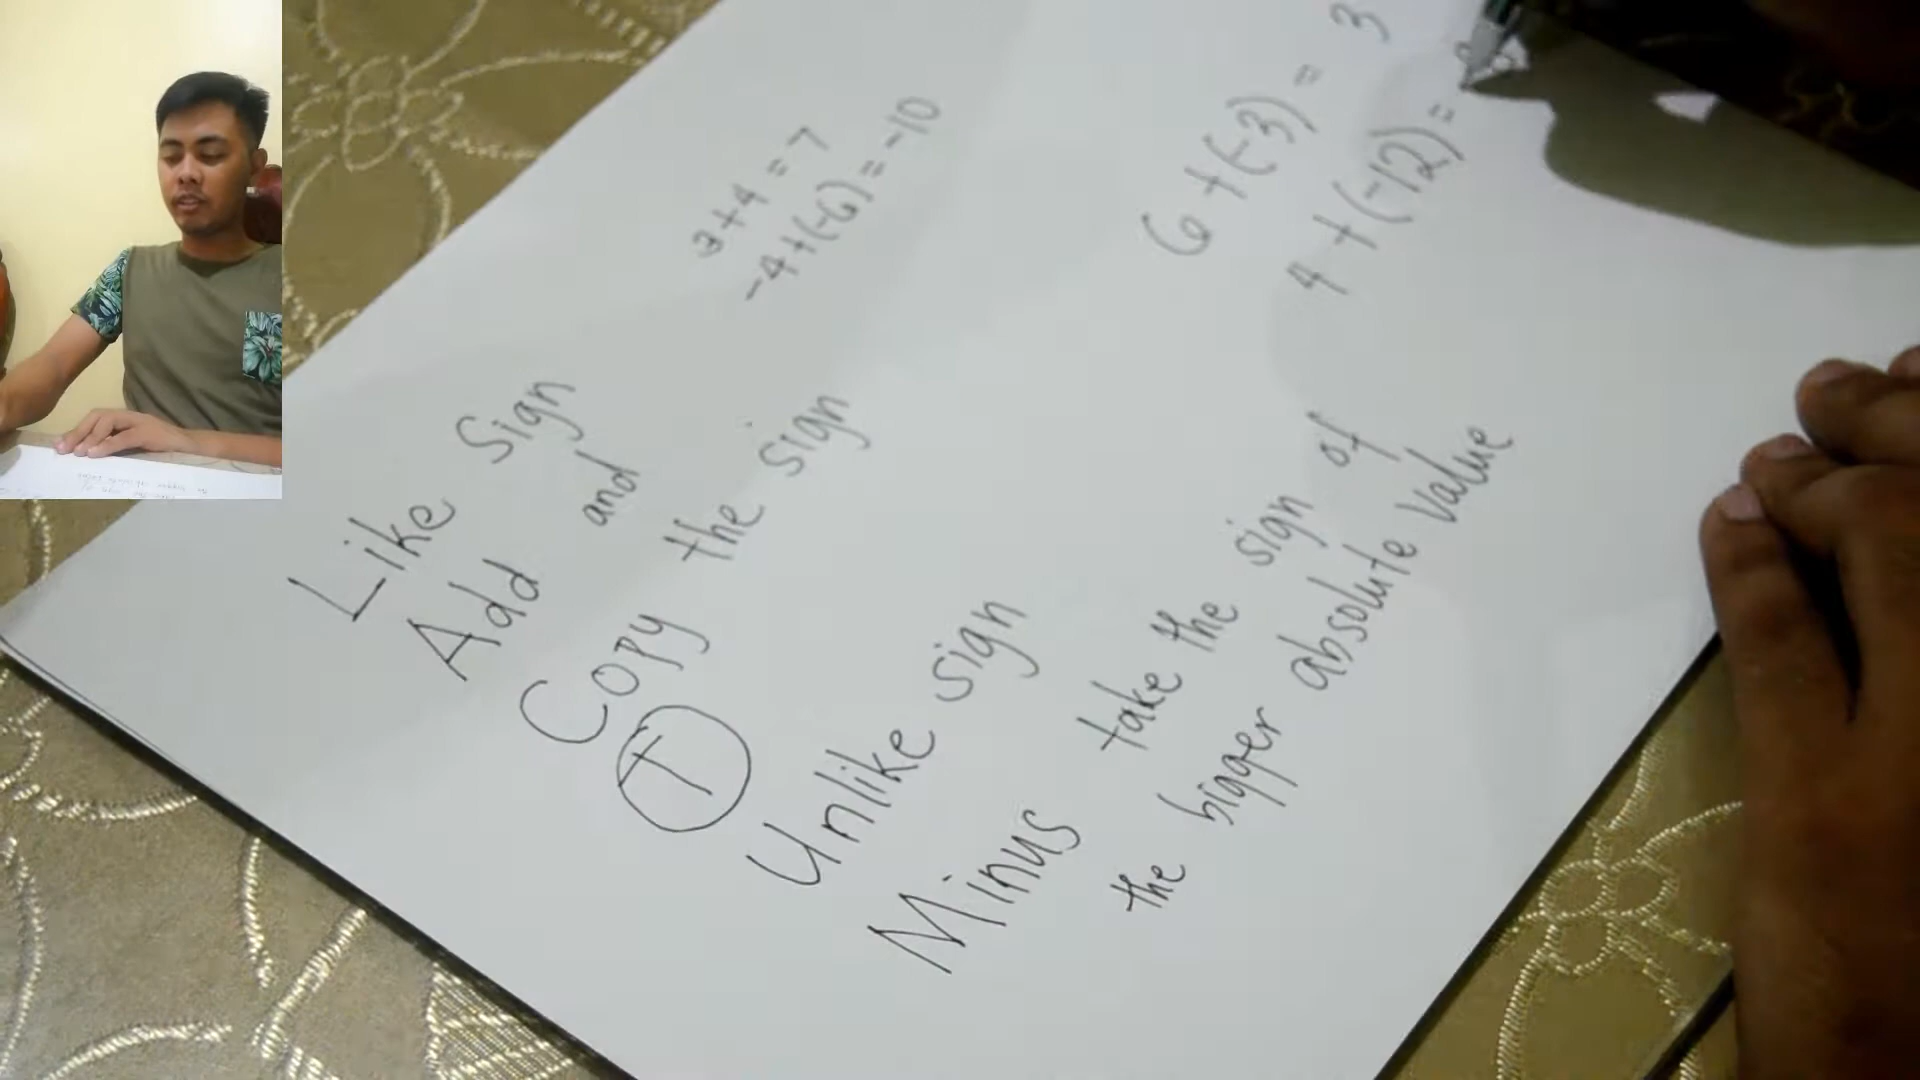 Like Sign
Add and
Copy the sign
3+4=7
-4+(-6)=-10
T
Unlike sign
Minus take the sign of
the bigger absolute value
6+(-3)=3
4+(-12)=